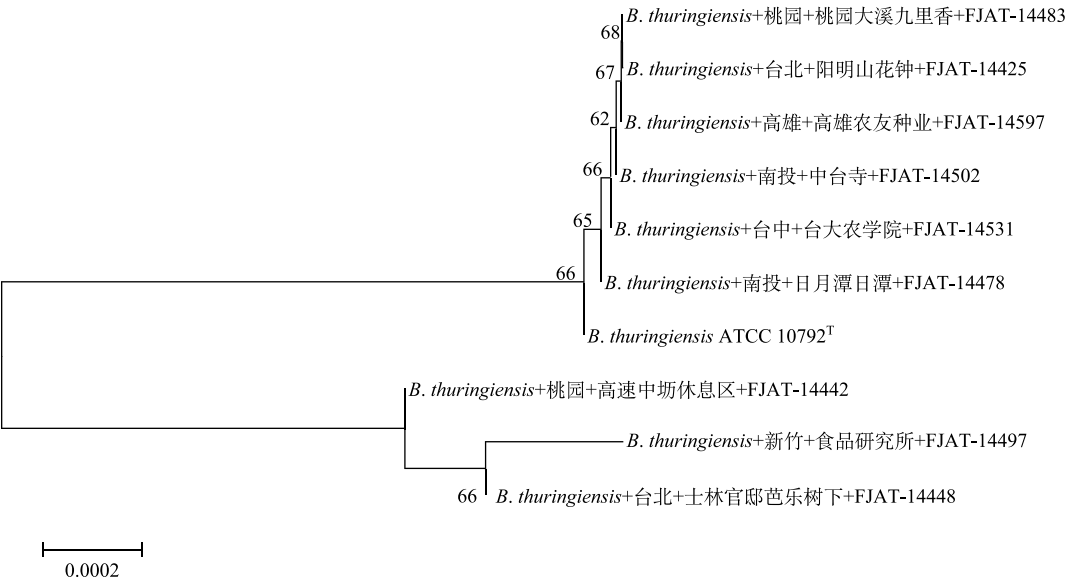 B. thuringiensis+桃园+桃园大溪九里香+FJAT-14483
68
B. thuringiensis+台北+阳明山花钟+FJAT-14425
67
B. thuringiensis+高雄+高雄农友种业+FJAT-14597
62
B. thuringiensis+南投+中台寺+FJAT-14502
66
B. thuringiensis+台中+台大农学院+FJAT-14531
65
B. thuringiensis+南投+日月潭日潭+FJAT-14478
66
B. thuringiensis ATCC 10792ᵀ
B. thuringiensis+桃园+高速中坜休息区+FJAT-14442
B. thuringiensis+新竹+食品研究所+FJAT-14497
66
B. thuringiensis+台北+士林官邸芭乐树下+FJAT-14448
0.0002